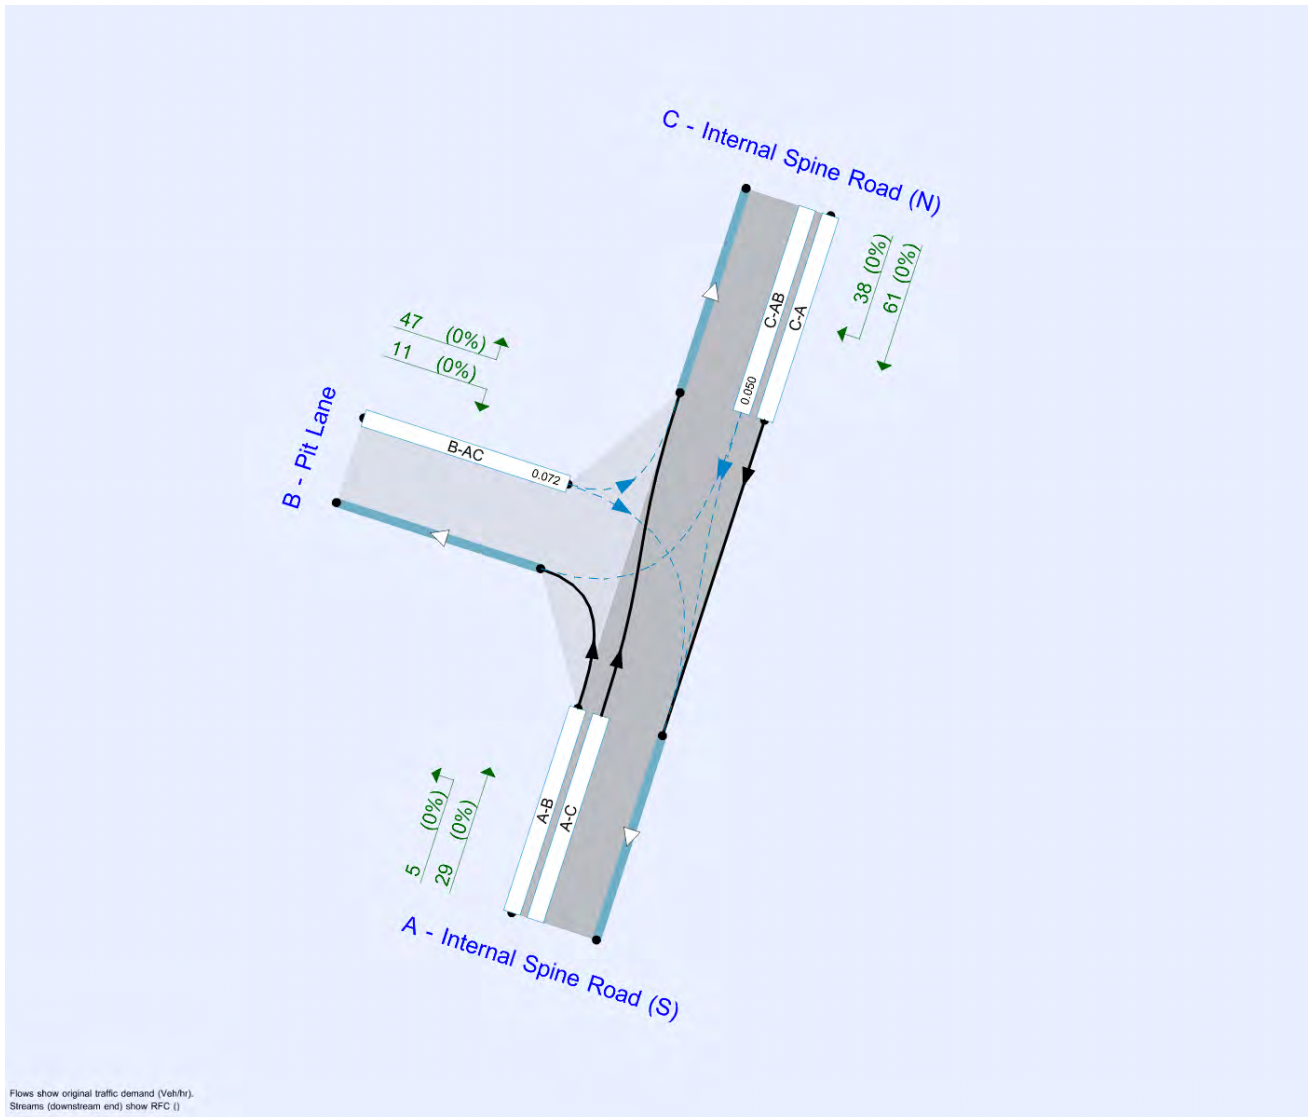 C - Internal Spine Road (N)
38 (0%)
61 (0%)
C-AB
C-A
0.050
47 (0%)
11 (0%)
B - Pit Lane
B-AC
0.072
A-B
A-C
5 (0%)
29 (0%)
A - Internal Spine Road (S)
Flows show original traffic demand (Veh/hr).
Streams (downstream end) show RFC ()